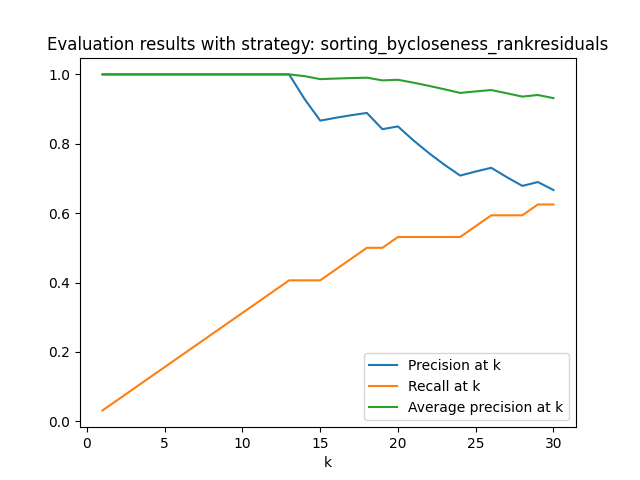 Evaluation results with strategy: sorting_bycloseness_rankresiduals
1.0
0.8
0.6
0.4
0.2
0.0
0 5 10 15 20 25 30
k
Precision at k
Recall at k
Average precision at k